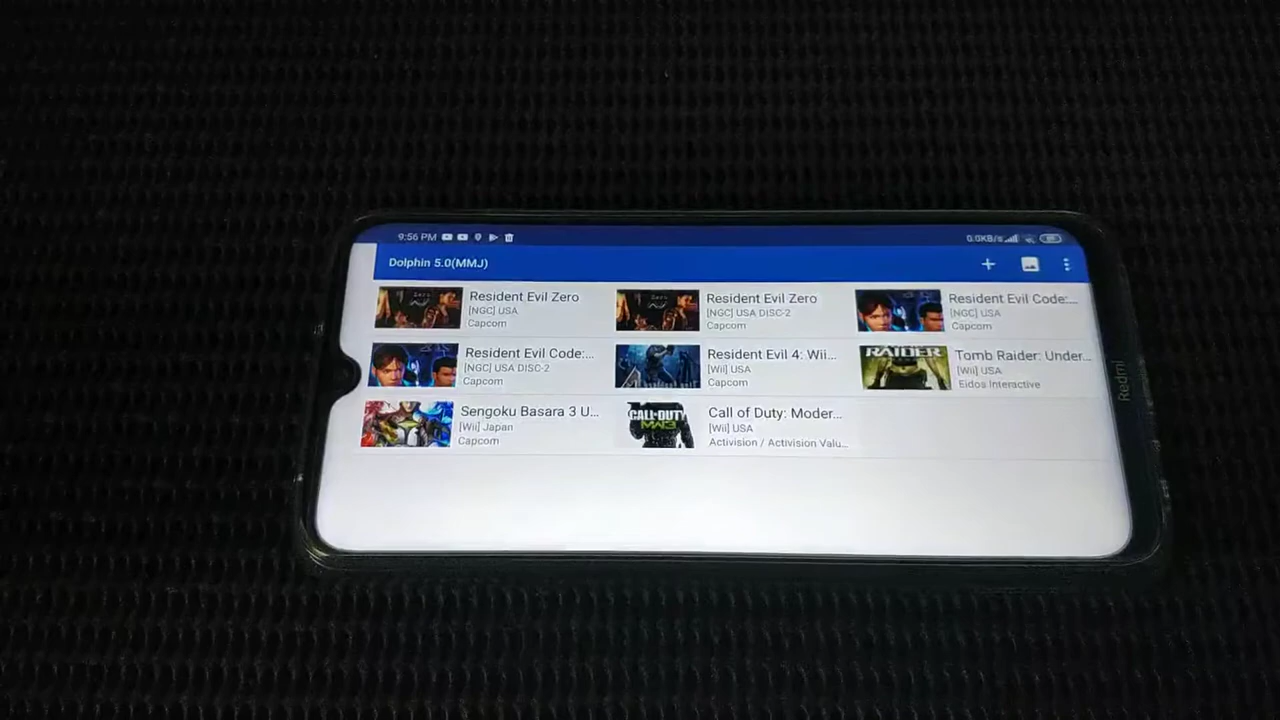 9:56 PM
0.0KB/s
Dolphin 5.0(MMJ)
Resident Evil Zero
[NGC] USA
Capcom
Resident Evil Zero
[NGC] USA DISC-2
Capcom
Resident Evil Code:...
[NGC] USA
Capcom
Resident Evil Code:...
[NGC] USA DISC-2
Capcom
Resident Evil 4: Wii...
[Wii] USA
Capcom
RAIDER
Tomb Raider: Under...
[Wii] USA
Eidos Interactive
Sengoku Basara 3 U...
[Wii] Japan
Capcom
CALL OF DUTY
MW3
Call of Duty: Moder...
[Wii] USA
Activision / Activision Valu...
Redmi